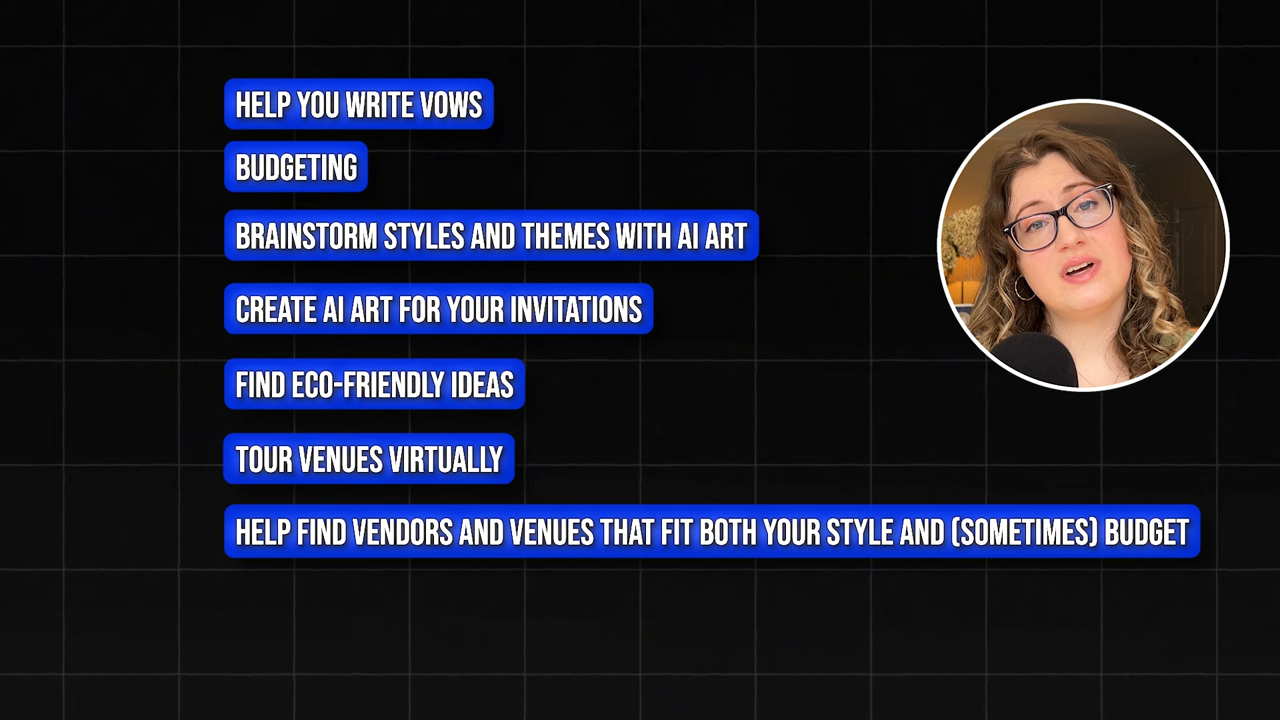 HELP YOU WRITE VOWS
BUDGETING
BRAINSTORM STYLES AND THEMES WITH AI ART
CREATE AI ART FOR YOUR INVITATIONS
FIND ECO-FRIENDLY IDEAS
TOUR VENUES VIRTUALLY
HELP FIND VENDORS AND VENUES THAT FIT BOTH YOUR STYLE AND (SOMETIMES) BUDGET